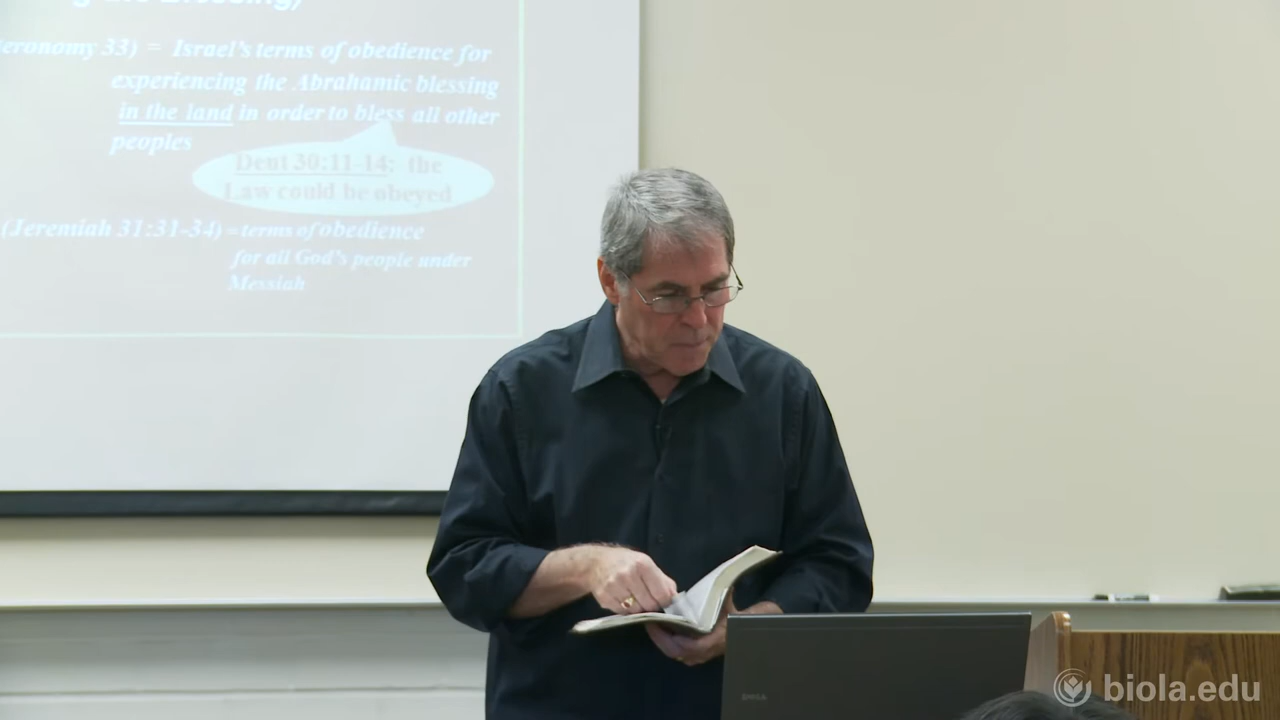 g the Blessing)
eronomy 33) = Israel's terms of obedience for
experiencing the Abrahamic blessing
in the land in order to bless all other
peoples
Deut 30:11-14: the
Law could be obeyed
(Jeremiah 31:31-34) = terms of obedience
for all God's people under
Messiah
biola.edu